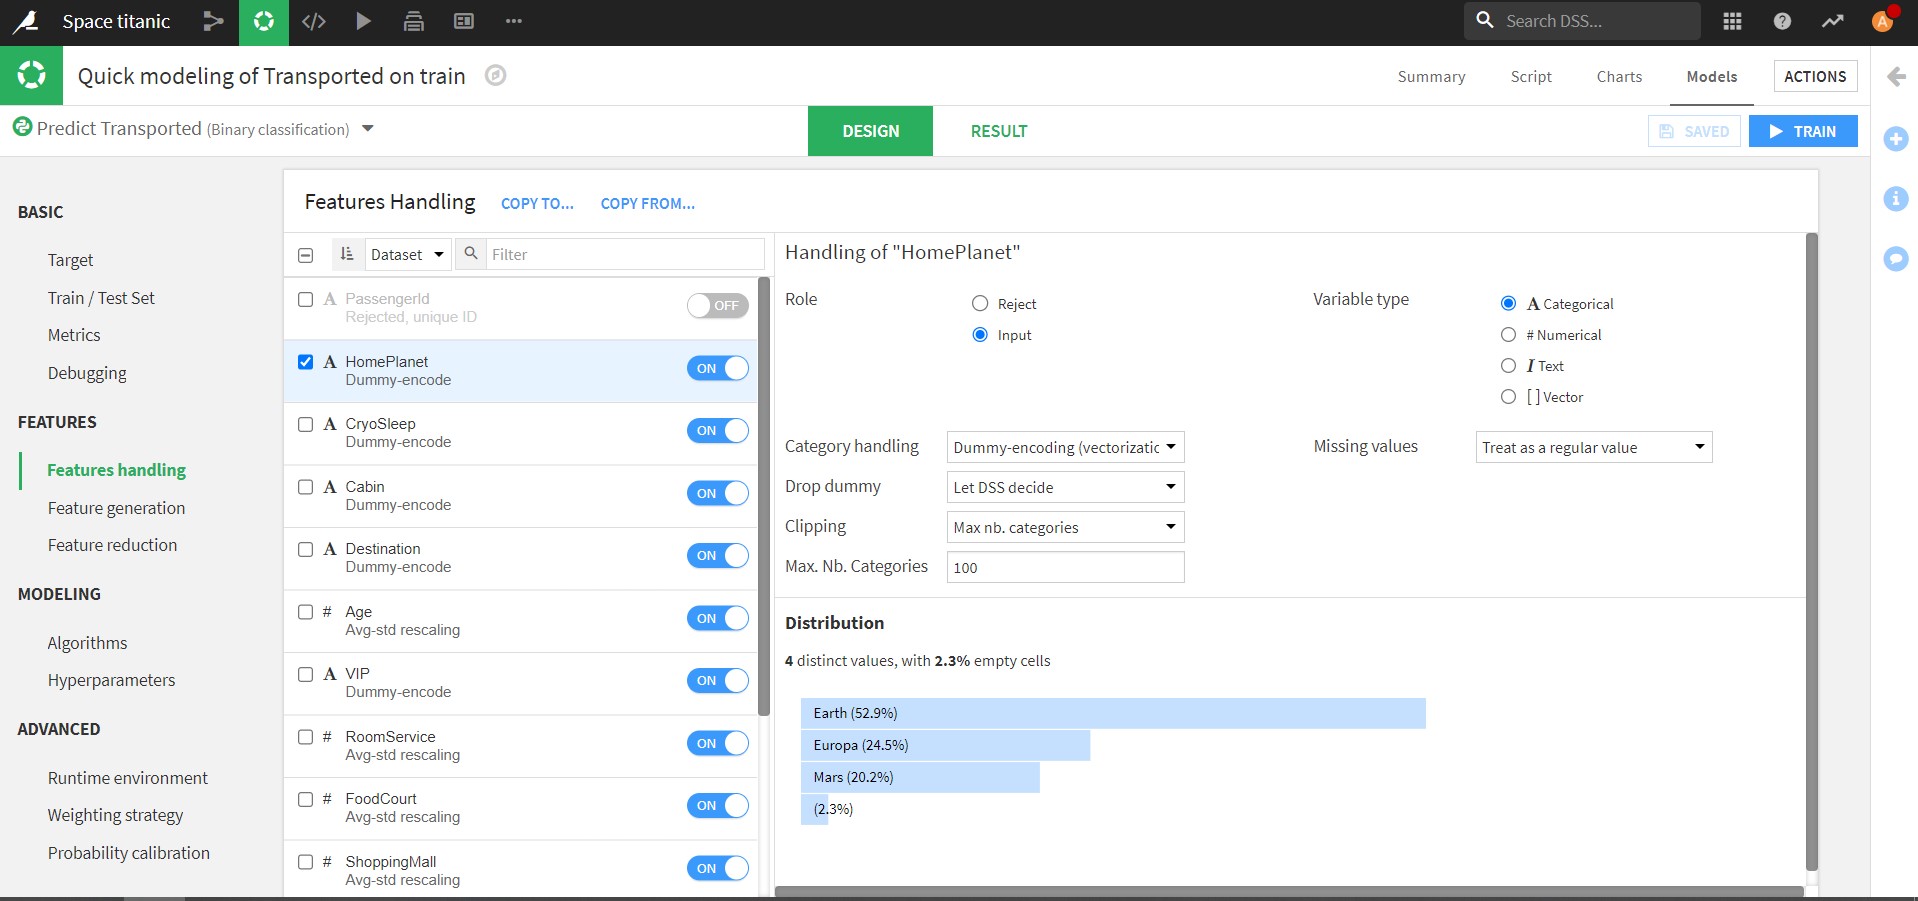 Space titanic
Search DSS...
A
Quick modeling of Transported on train
Summary
Script
Charts
Models
ACTIONS
Predict Transported (Binary classification)
DESIGN
RESULT
SAVED
TRAIN
BASIC
Target
Train / Test Set
Metrics
Debugging
FEATURES
Features handling
Feature generation
Feature reduction
MODELING
Algorithms
Hyperparameters
ADVANCED
Runtime environment
Weighting strategy
Probability calibration
Features Handling
COPY TO...
COPY FROM...
Dataset
Filter
A PassengerId
Rejected, unique ID
OFF
A HomePlanet
Dummy-encode
ON
A CryoSleep
Dummy-encode
ON
A Cabin
Dummy-encode
ON
A Destination
Dummy-encode
ON
# Age
Avg-std rescaling
ON
A VIP
Dummy-encode
ON
# RoomService
Avg-std rescaling
ON
# FoodCourt
Avg-std rescaling
ON
# ShoppingMall
Avg-std rescaling
ON
Handling of "HomePlanet"
Role
Reject
Input
Variable type
A Categorical
# Numerical
I Text
[ ] Vector
Category handling
Dummy-encoding (vectorizatic
Missing values
Treat as a regular value
Drop dummy
Let DSS decide
Clipping
Max nb. categories
Max. Nb. Categories
100
Distribution
4 distinct values, with 2.3% empty cells
Earth (52.9%)
Europa (24.5%)
Mars (20.2%)
(2.3%)